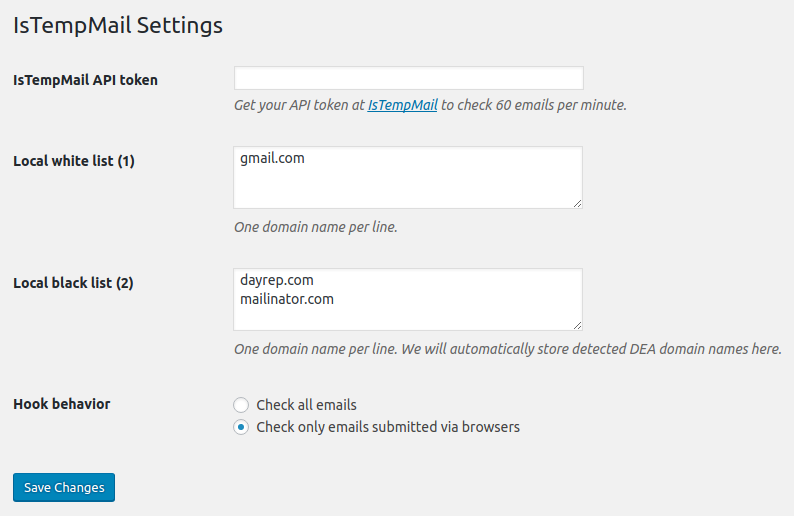 IsTempMail Settings
IsTempMail API token
Get your API token at IsTempMail to check 60 emails per minute.
Local white list (1)
gmail.com
One domain name per line.
Local black list (2)
dayrep.com
mailinator.com
One domain name per line. We will automatically store detected DEA domain names here.
Hook behavior
Check all emails
Check only emails submitted via browsers
Save Changes